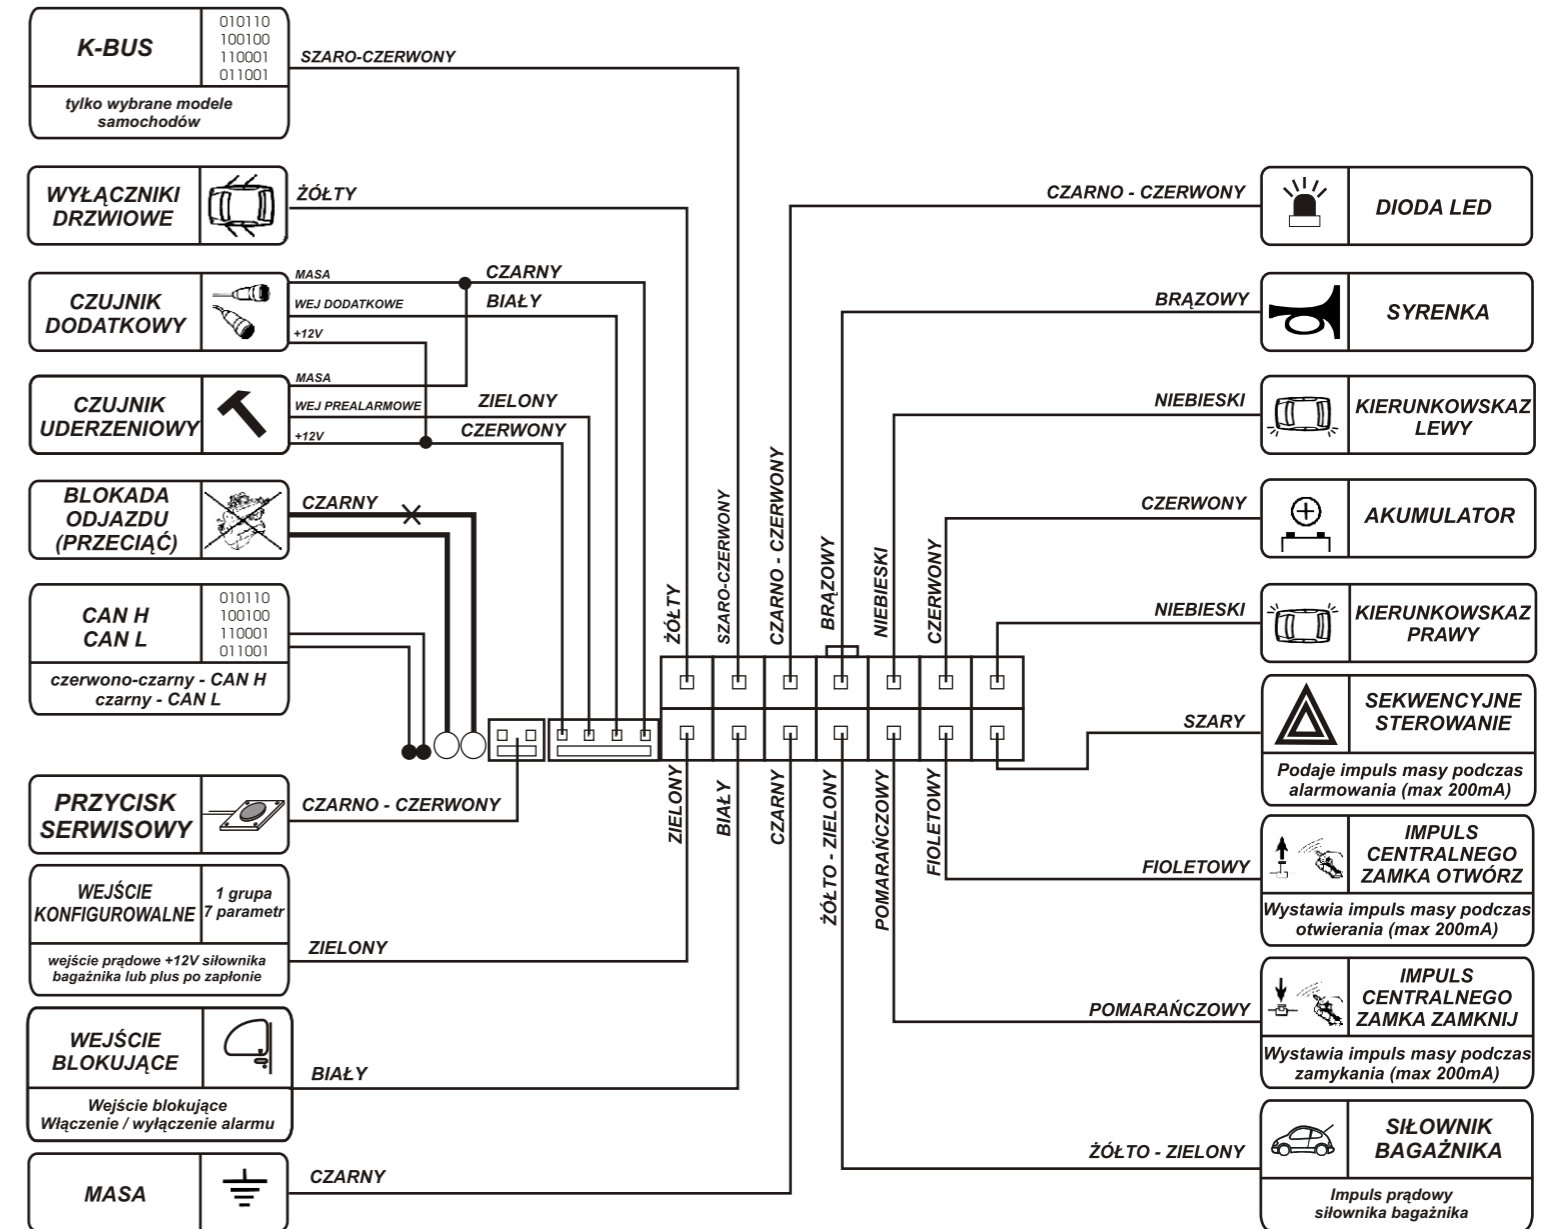 K-BUS
010110
100100
110001
011001
tylko wybrane modele
samochodów
SZARO-CZERWONY
WYŁĄCZNIKI
DRZWIOWE
ŻÓŁTY
CZUJNIK
DODATKOWY
MASA
WEJ DODATKOWE
+12V
CZARNY
BIAŁY
CZUJNIK
UDERZENIOWY
MASA
WEJ PREALARMOWE
+12V
ZIELONY
CZERWONY
BLOKADA
ODJAZDU
(PRZECIĄĆ)
CZARNY
CAN H
CAN L
010110
100100
110001
011001
czerwono-czarny - CAN H
czarny - CAN L
PRZYCISK
SERWISOWY
CZARNO - CZERWONY
WEJŚCIE
KONFIGUROWALNE
1 grupa
7 parametr
wejście prądowe +12V siłownika
bagażnika lub plus po zapłonie
ZIELONY
WEJŚCIE
BLOKUJĄCE
Wejście blokujące
Włączenie / wyłączenie alarmu
BIAŁY
MASA
CZARNY
ŻÓŁTY
SZARO-CZERWONY
CZARNO - CZERWONY
BRĄZOWY
NIEBIESKI
CZERWONY
ZIELONY
BIAŁY
CZARNY
ŻÓŁTO - ZIELONY
POMARAŃCZOWY
FIOLETOWY
CZARNO - CZERWONY
DIODA LED
BRĄZOWY
SYRENKA
NIEBIESKI
KIERUNKOWSKAZ
LEWY
CZERWONY
AKUMULATOR
NIEBIESKI
KIERUNKOWSKAZ
PRAWY
SZARY
SEKWENCYJNE
STEROWANIE
Podaje impuls masy podczas
alarmowania (max 200mA)
FIOLETOWY
IMPULS
CENTRALNEGO
ZAMKA OTWÓRZ
Wystawia impuls masy podczas
otwierania (max 200mA)
POMARAŃCZOWY
IMPULS
CENTRALNEGO
ZAMKA ZAMKNIJ
Wystawia impuls masy podczas
zamykania (max 200mA)
ŻÓŁTO - ZIELONY
SIŁOWNIK
BAGAŻNIKA
Impuls prądowy
siłownika bagażnika